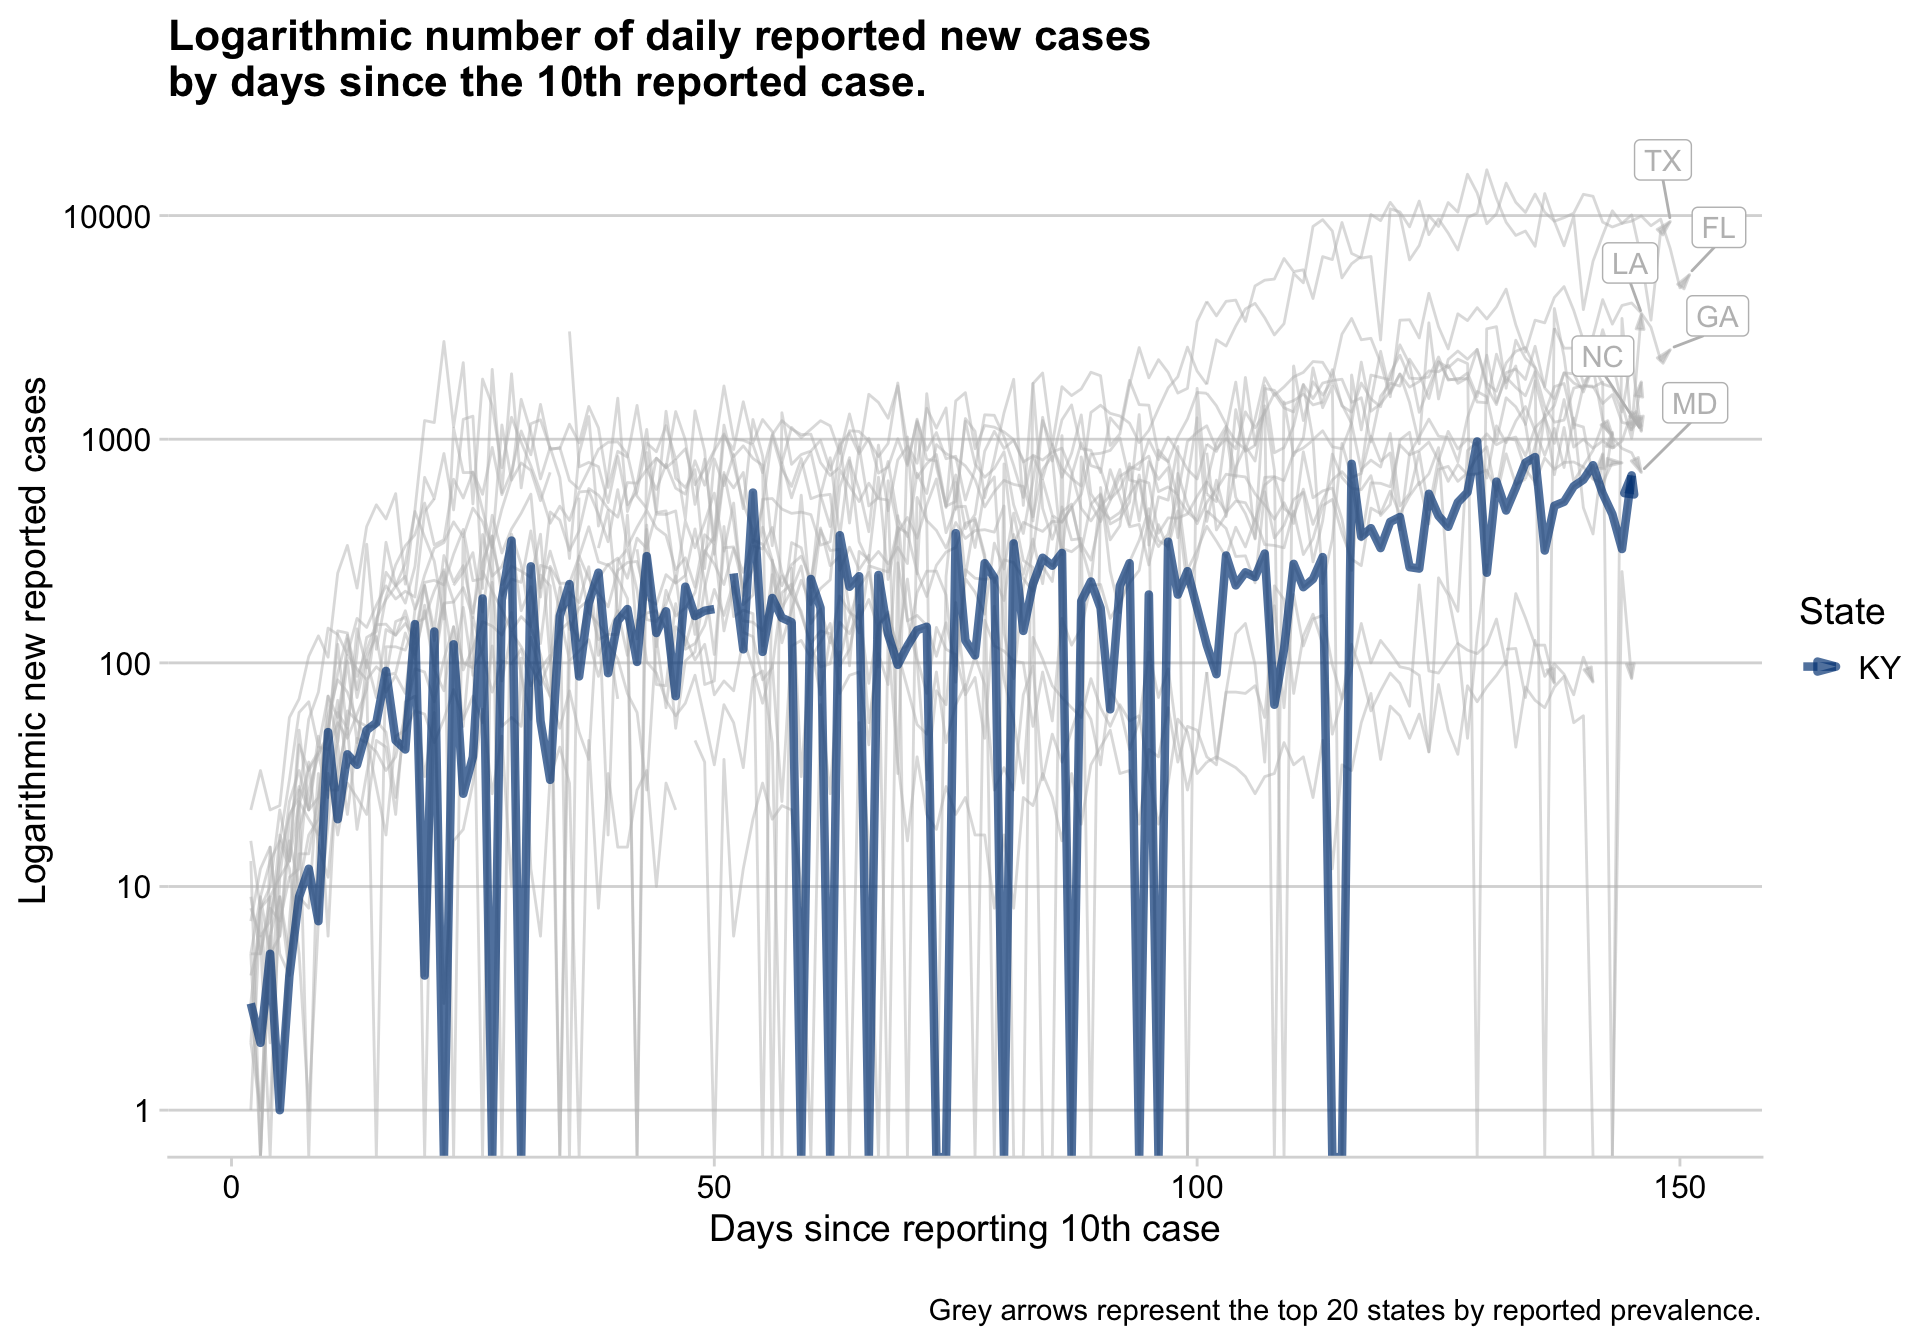 Logarithmic number of daily reported new cases
by days since the 10th reported case.
TX
FL
LA
GA
NC
MD
10000
1000
100
10
1
Logarithmic new reported cases
0
50
100
150
Days since reporting 10th case
State
KY
Grey arrows represent the top 20 states by reported prevalence.